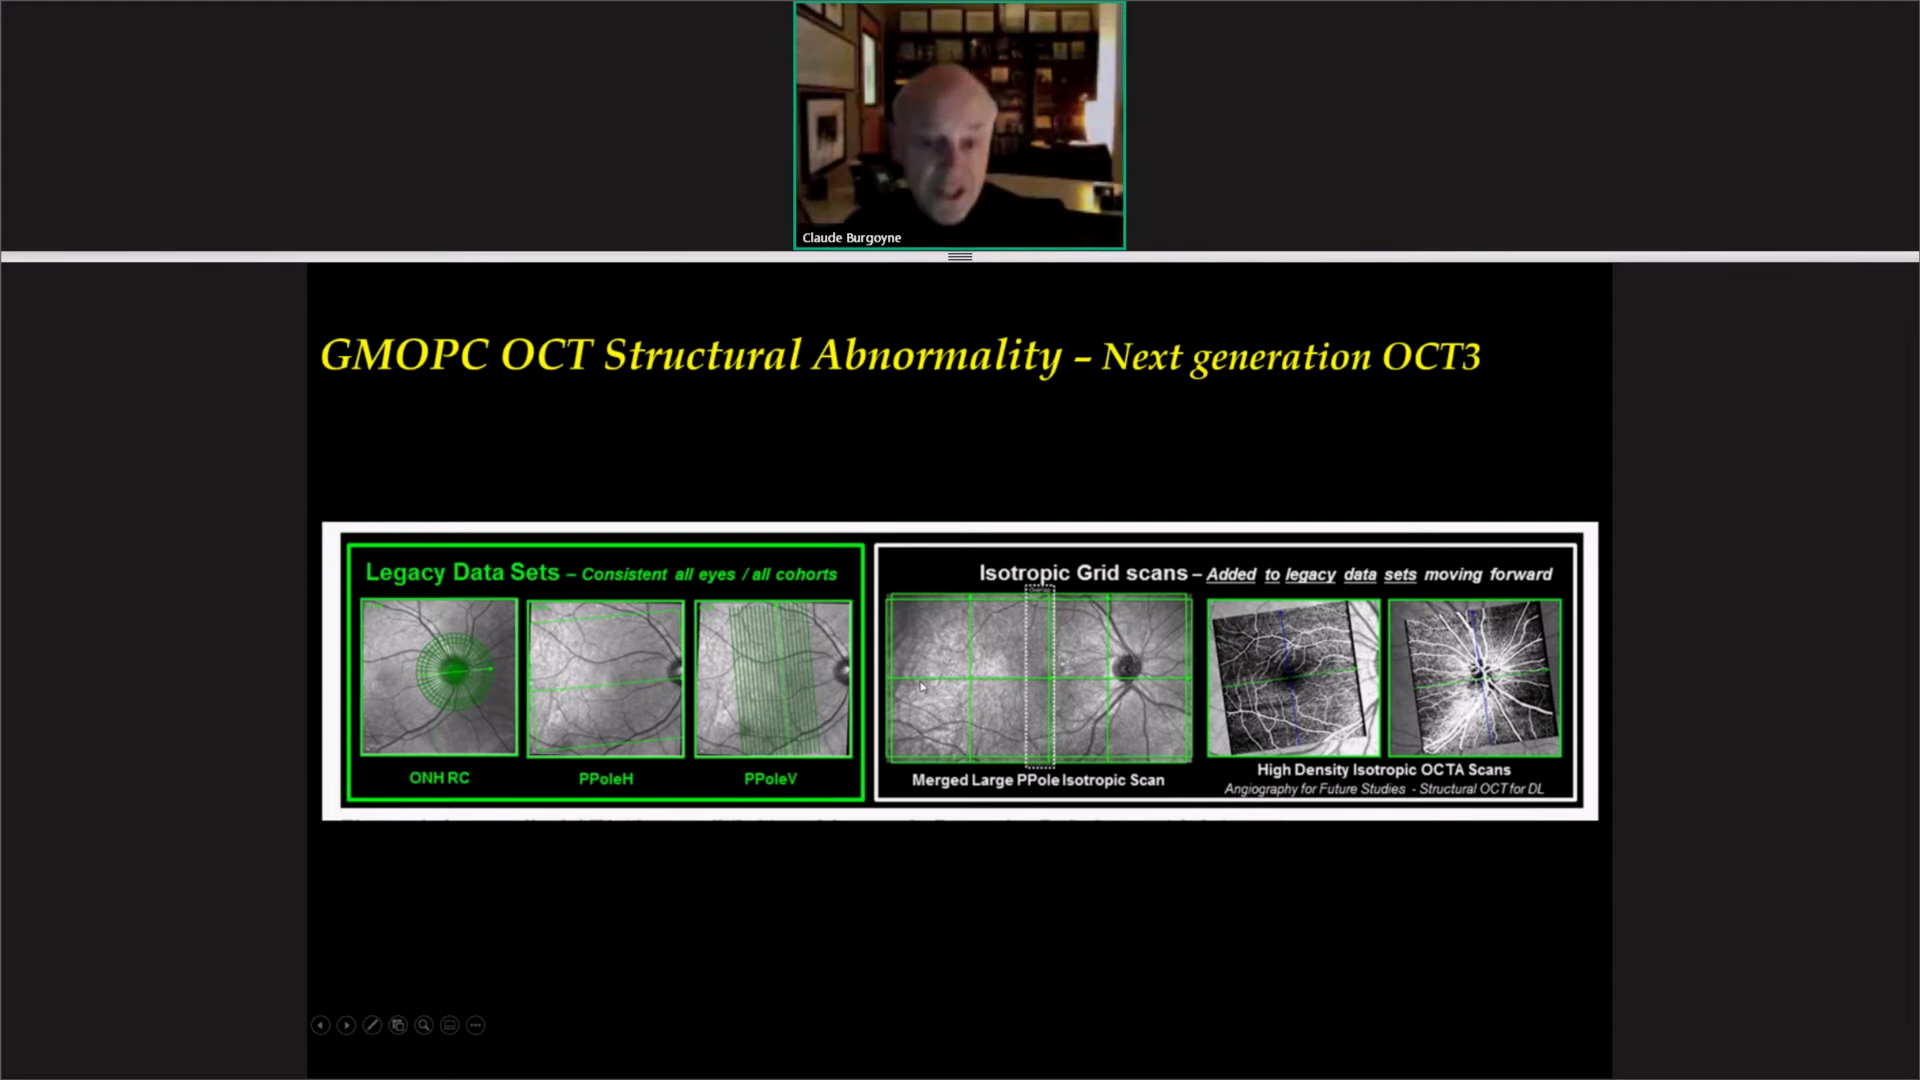 Claude Burgoyne
GMOPC OCT Structural Abnormality – Next generation OCT3
Legacy Data Sets – Consistent all eyes / all cohorts
ONH RC
PPoleH
PPoleV
Isotropic Grid scans – Added to legacy data sets moving forward
Overlap
Merged Large PPole Isotropic Scan
High Density Isotropic OCTA Scans
Angiography for Future Studies - Structural OCT for DL